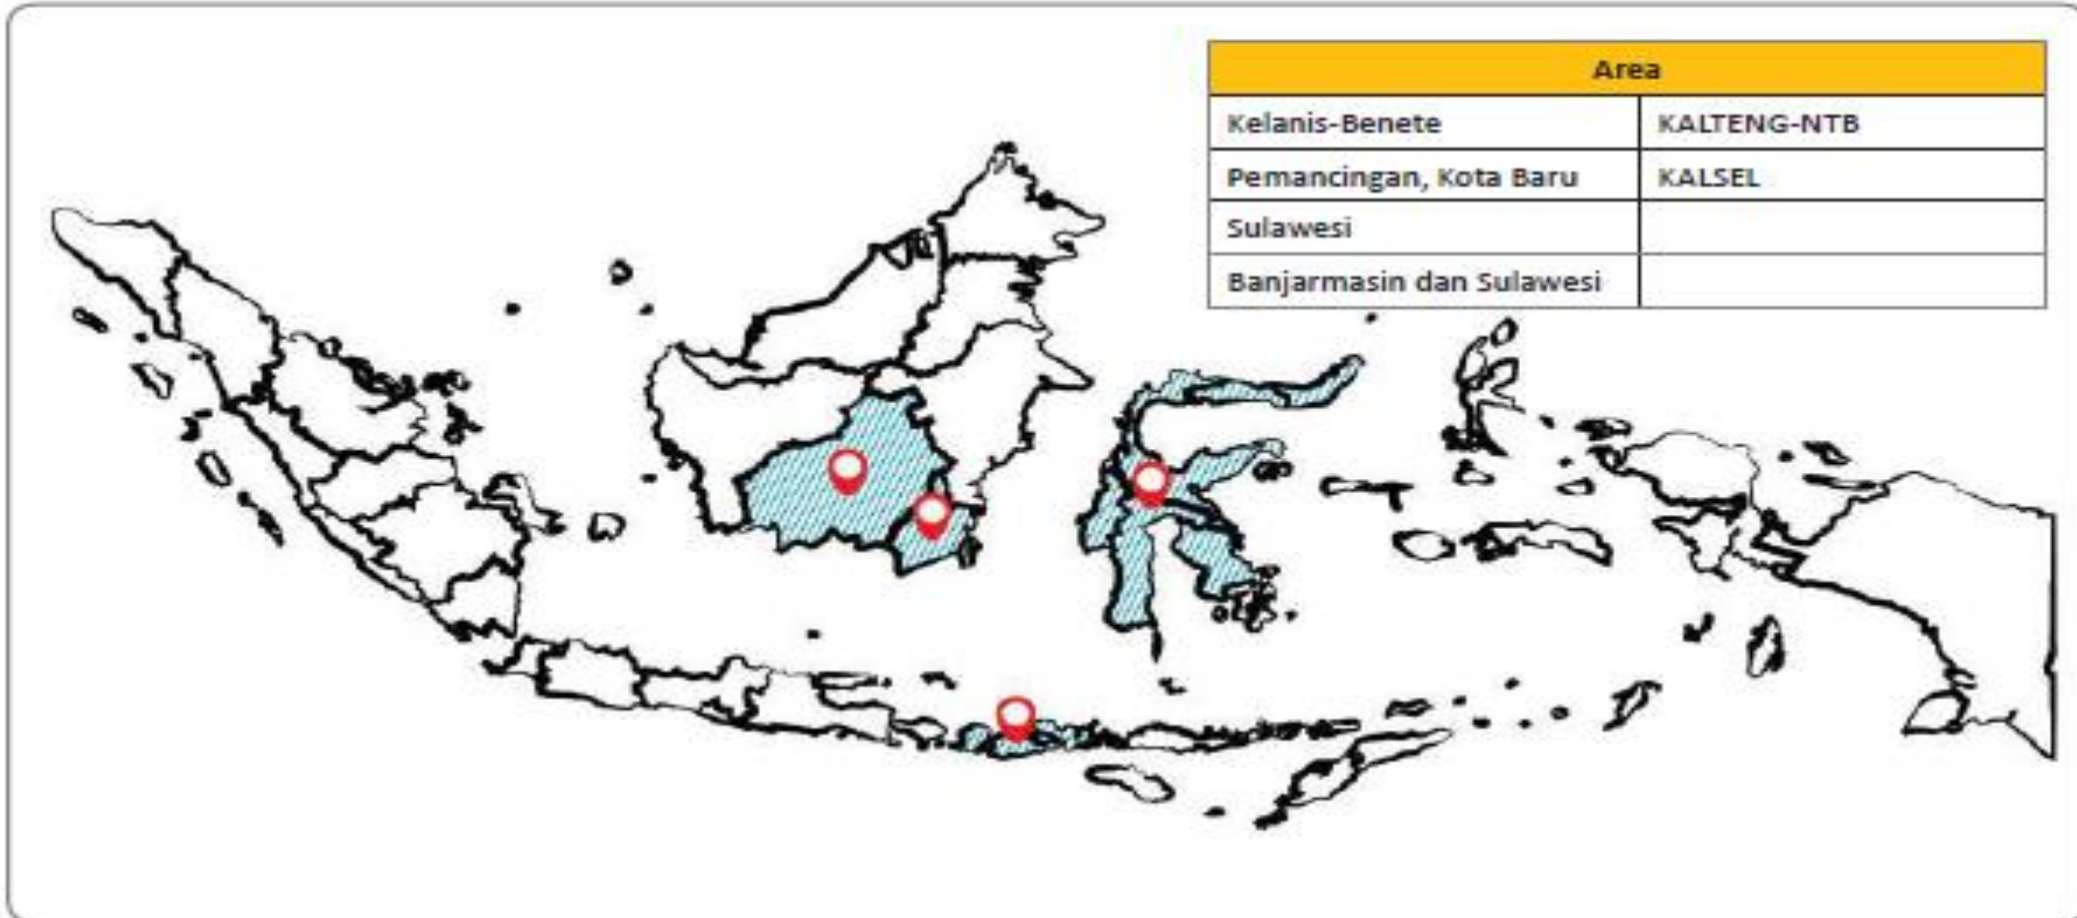 Area
Kelanis-Benete KALTENG-NTB
Pemancingan, Kota Baru KALSEL
Sulawesi
Banjarmasin dan Sulawesi